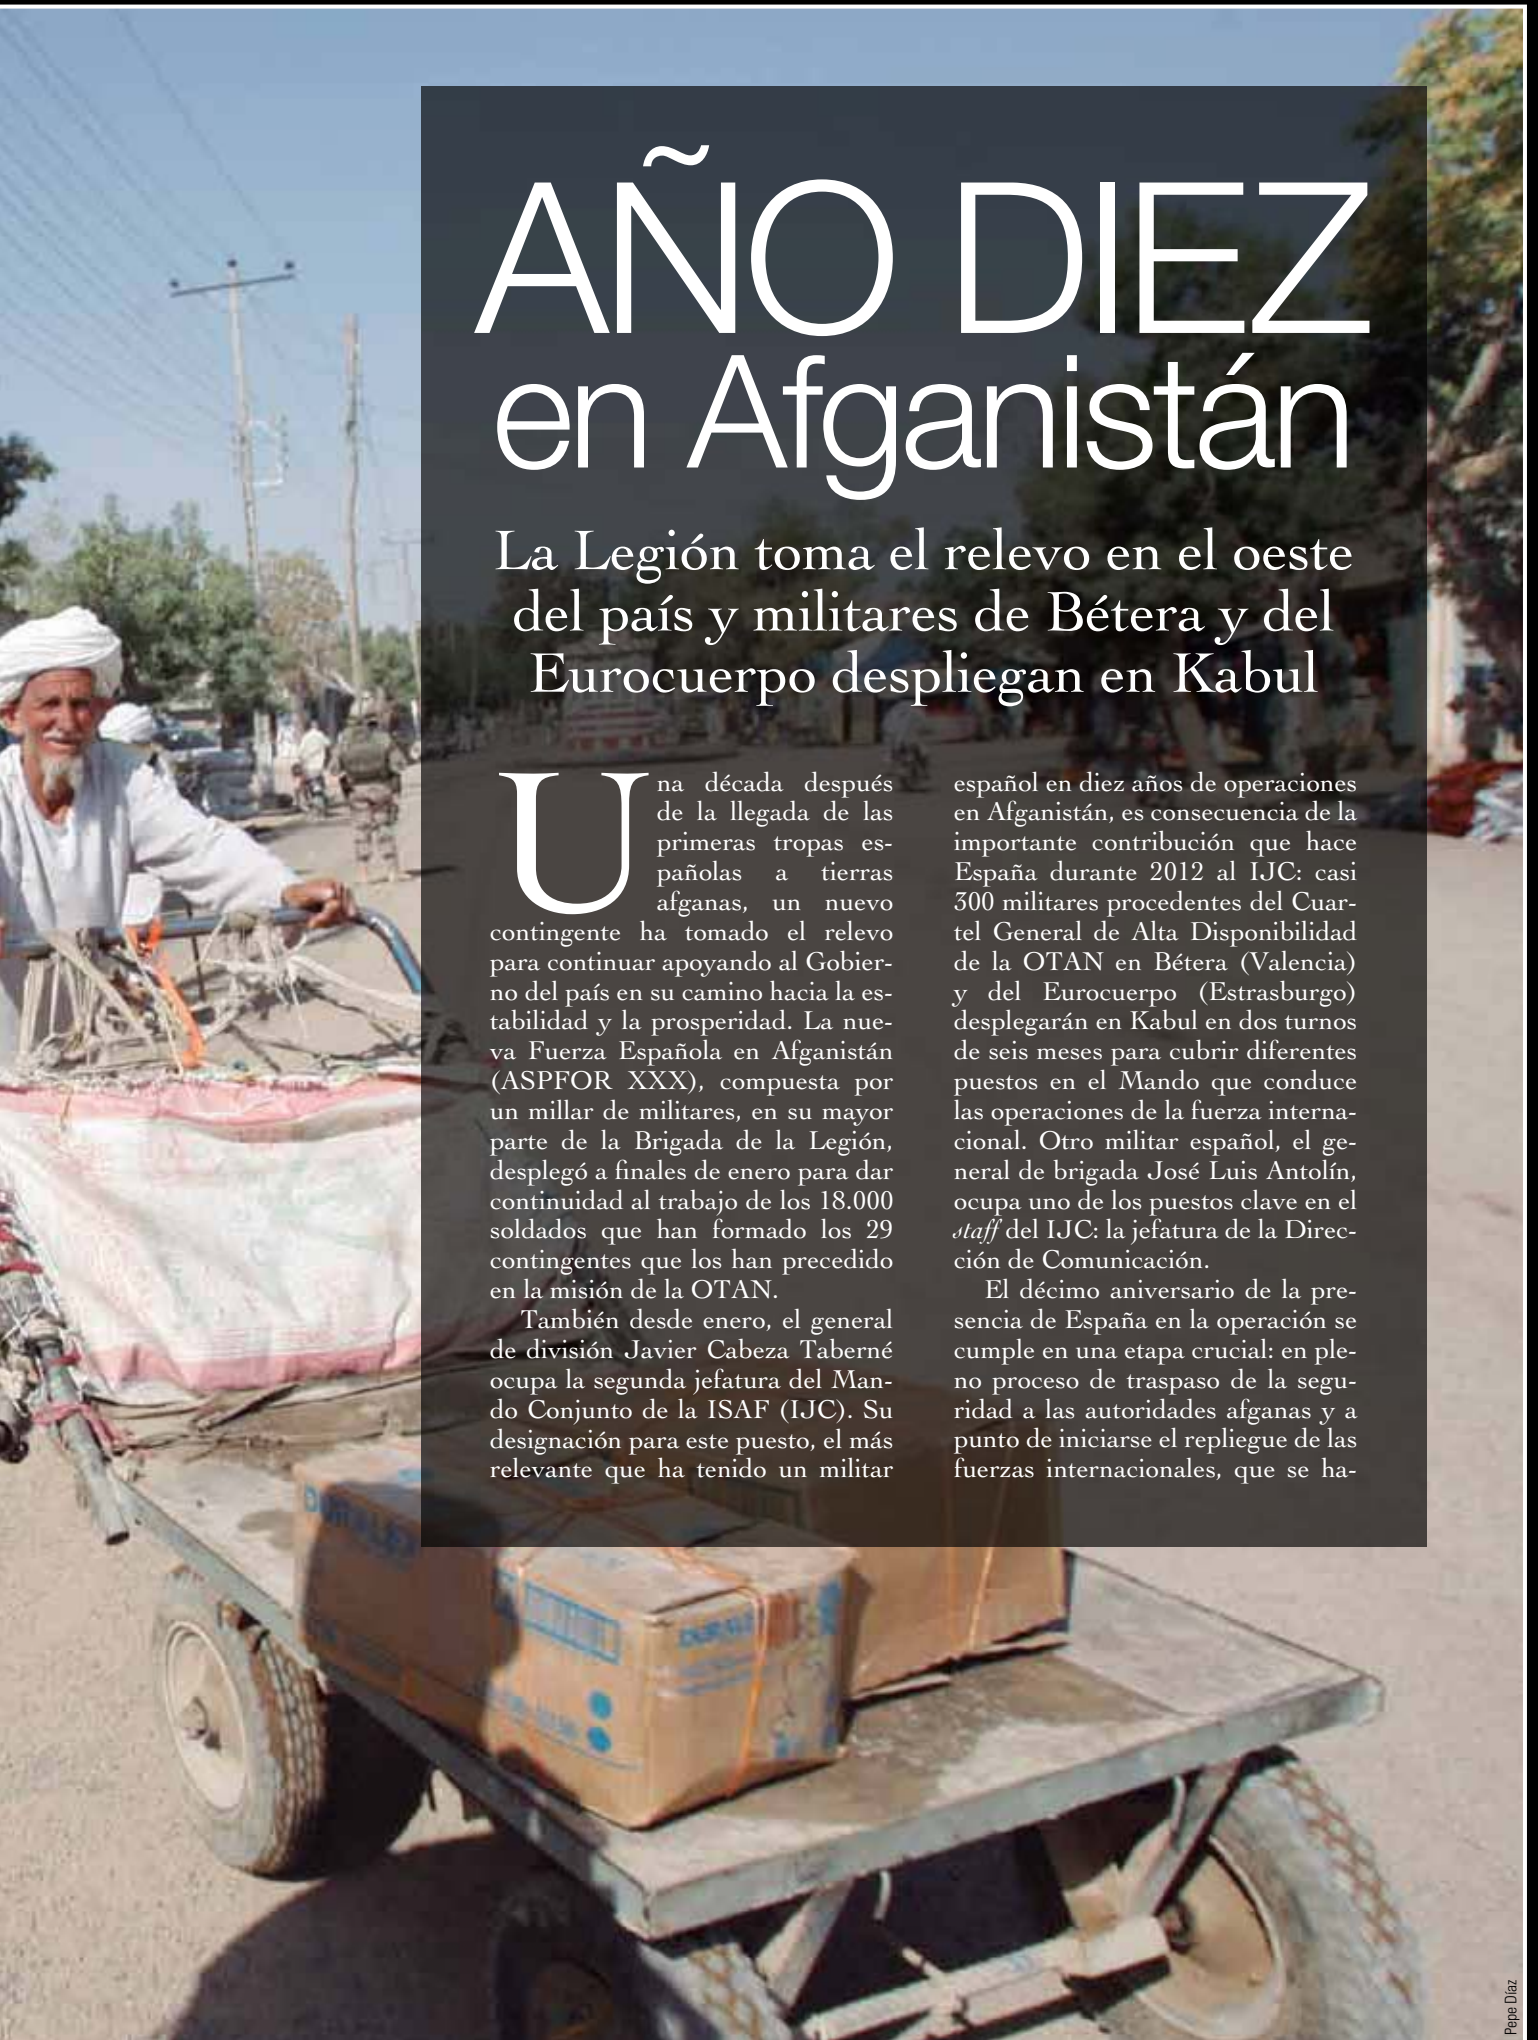 AÑO DIEZ
en Afganistán
La Legión toma el relevo en el oeste
del país y militares de Bétera y del
Eurocuerpo despliegan en Kabul
Una década después
de la llegada de las
primeras tropas es-
pañolas a tierras
afganas, un nuevo
contingente ha tomado el relevo
para continuar apoyando al Gobier-
no del país en su camino hacia la es-
tabilidad y la prosperidad. La nue-
va Fuerza Española en Afganistán
(ASPFOR XXX), compuesta por
un millar de militares, en su mayor
parte de la Brigada de la Legión,
desplegó a finales de enero para dar
continuidad al trabajo de los 18.000
soldados que han formado los 29
contingentes que los han precedido
en la misión de la OTAN.
También desde enero, el general
de división Javier Cabeza Taberné
ocupa la segunda jefatura del Man-
do Conjunto de la ISAF (IJC). Su
designación para este puesto, el más
relevante que ha tenido un militar
español en diez años de operaciones
en Afganistán, es consecuencia de la
importante contribución que hace
España durante 2012 al IJC: casi
300 militares procedentes del Cuar-
tel General de Alta Disponibilidad
de la OTAN en Bétera (Valencia)
y del Eurocuerpo (Estrasburgo)
desplegarán en Kabul en dos turnos
de seis meses para cubrir diferentes
puestos en el Mando que conduce
las operaciones de la fuerza interna-
cional. Otro militar español, el ge-
neral de brigada José Luis Antolín,
ocupa uno de los puestos clave en el
staff del IJC: la jefatura de la Direc-
ción de Comunicación.
El décimo aniversario de la pre-
sencia de España en la operación se
cumple en una etapa crucial: en ple-
no proceso de traspaso de la segu-
ridad a las autoridades afganas y a
punto de iniciarse el repliegue de las
fuerzas internacionales, que se ha-
Pepe Díaz